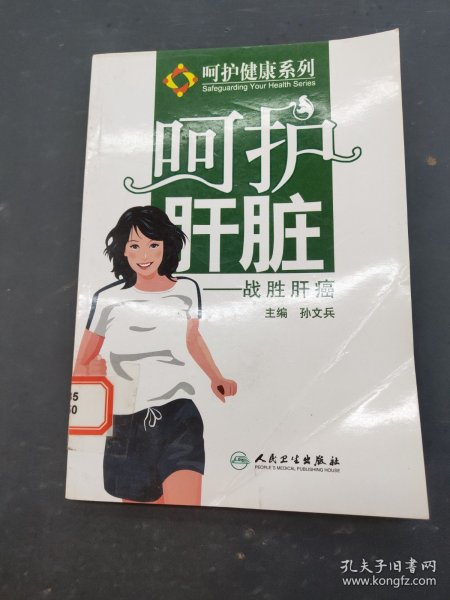 呵护健康系列
Safeguarding Your Health Series
呵护
肝脏
——战胜肝癌
主编 孙文兵
35
50
人民卫生出版社
PEOPLE'S MEDICAL PUBLISHING HOUSE
孔夫子旧书网
www.kongfz.com